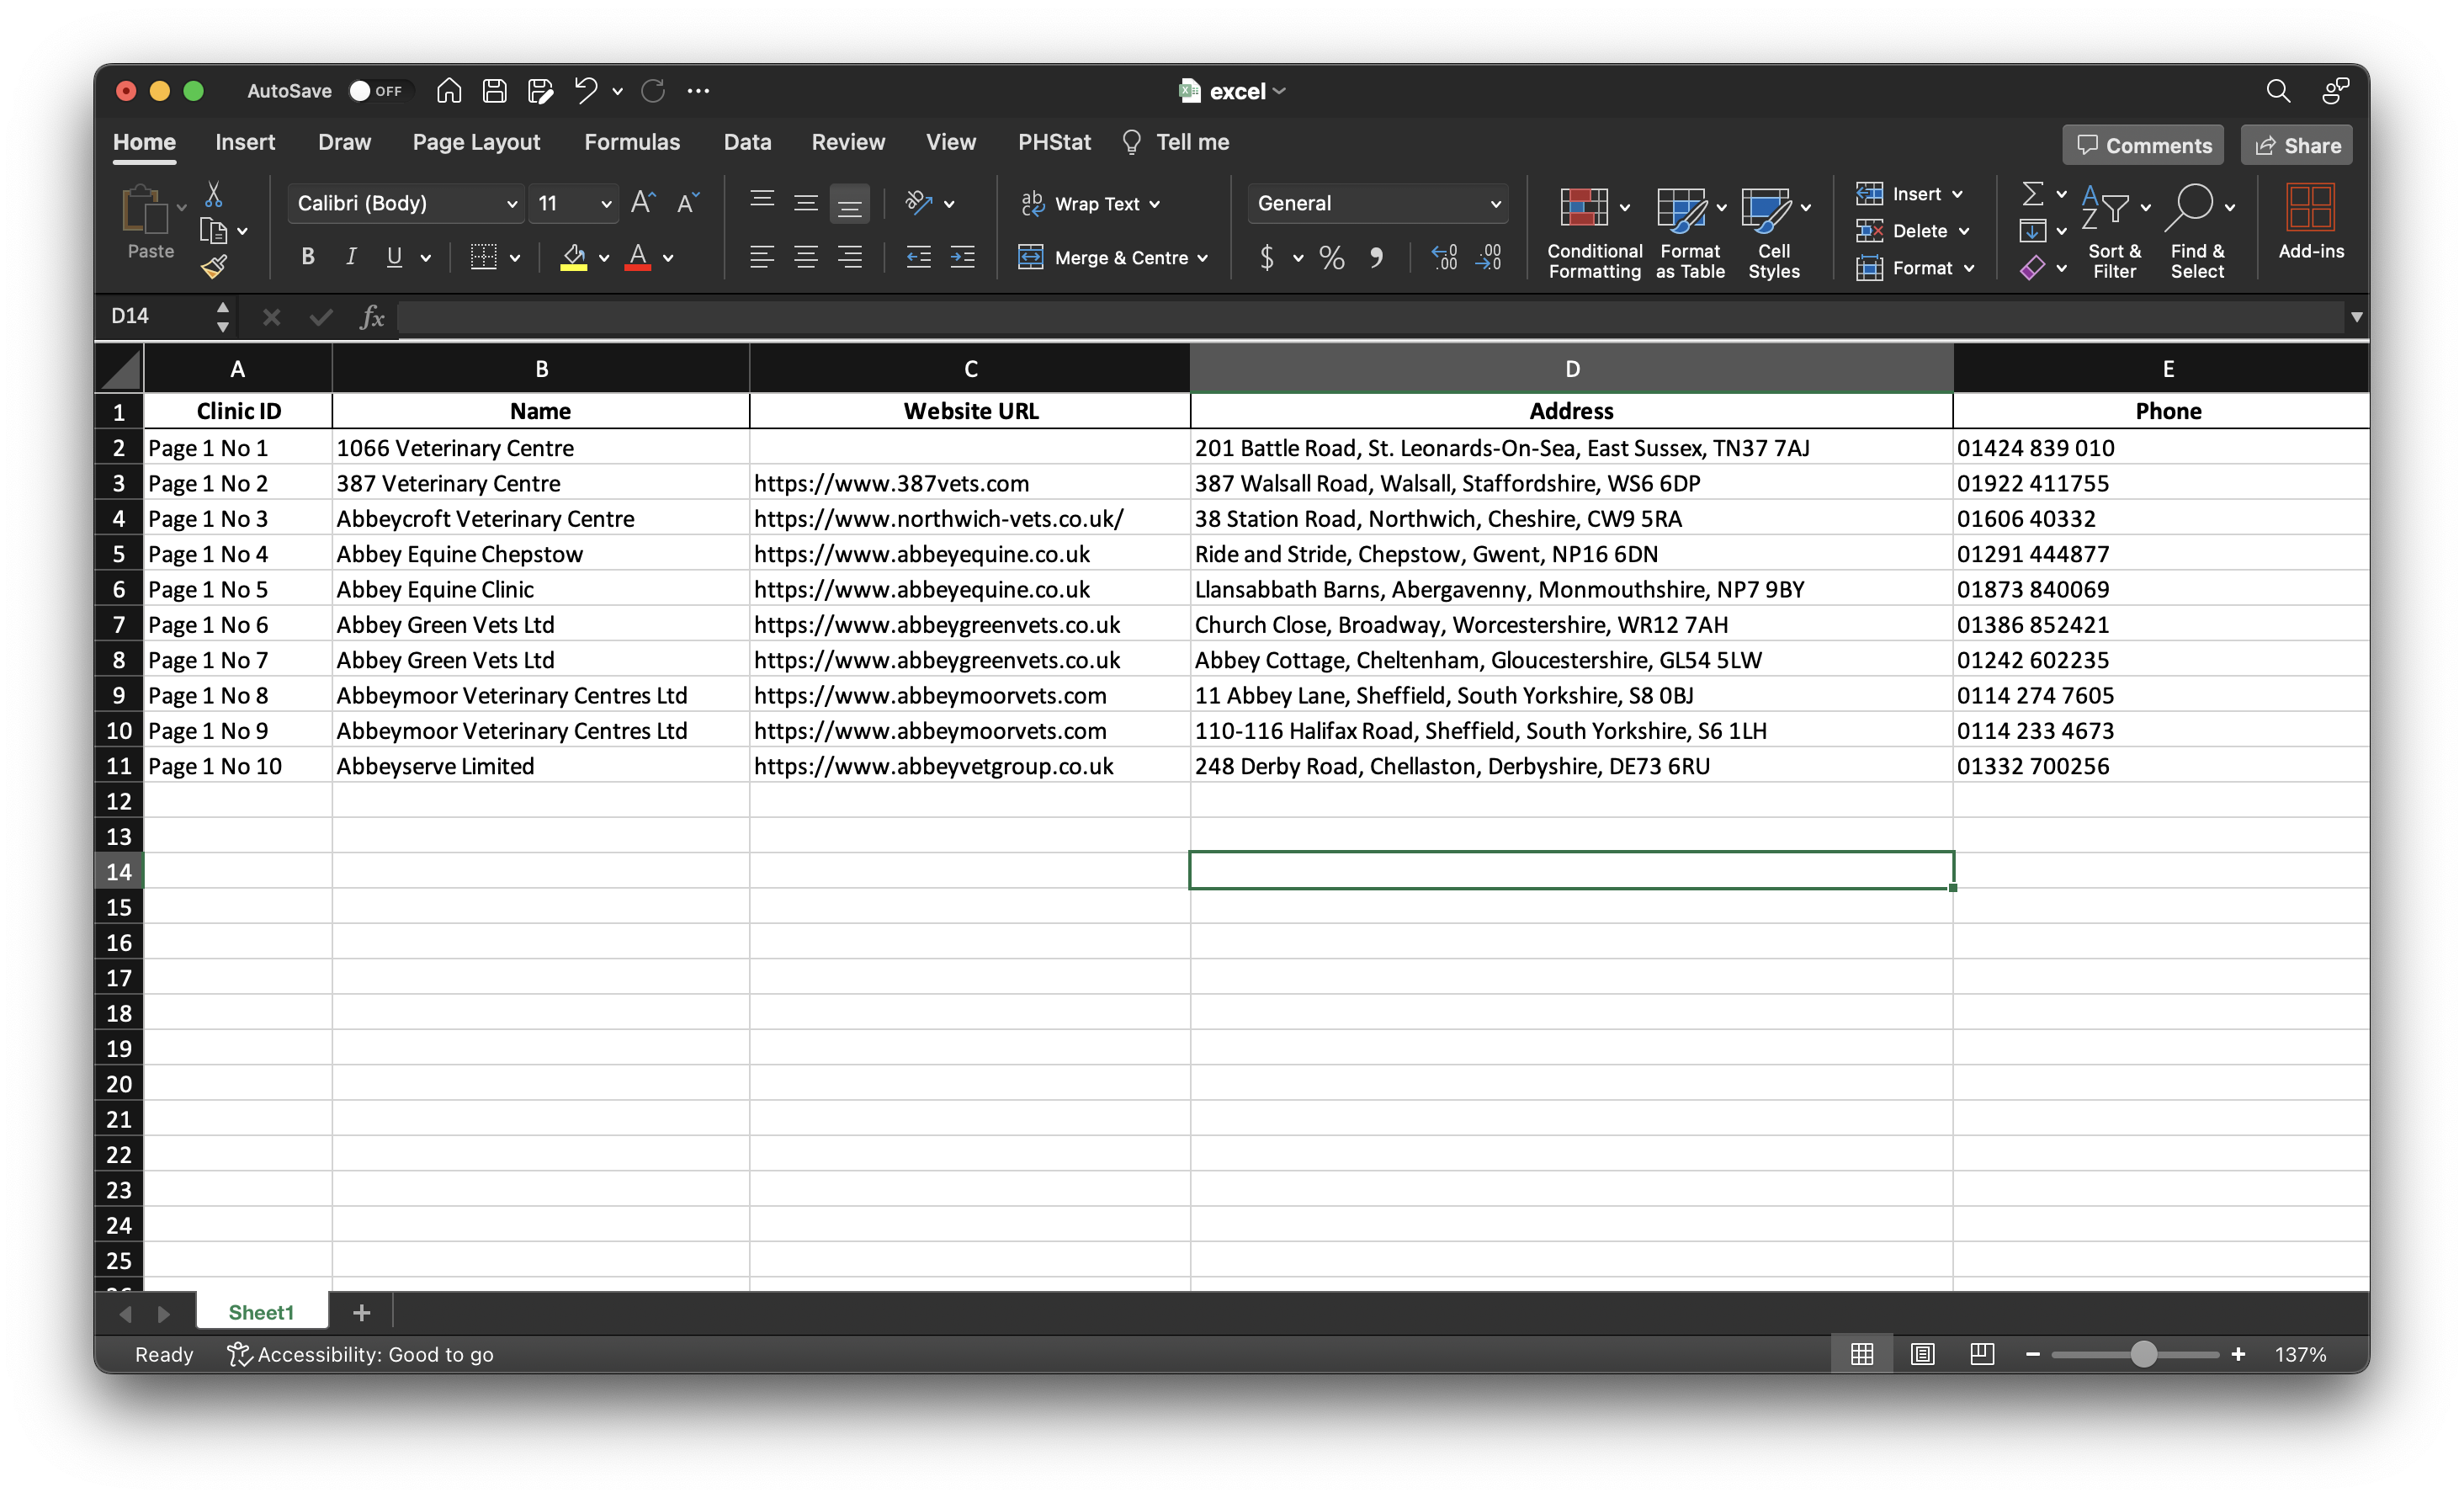 AutoSave OFF excel
Home Insert Draw Page Layout Formulas Data Review View PHStat Tell me Comments Share
Paste Calibri (Body) 11 Wrap Text General Conditional Formatting Format as Table Cell Styles Insert Sort & Filter Find & Select Add-ins
B I U Merge & Centre $ % Delete
Format
D14 fx
A B C D E
1 Clinic ID Name Website URL Address Phone
2 Page 1 No 1 1066 Veterinary Centre 201 Battle Road, St. Leonards-On-Sea, East Sussex, TN37 7AJ 01424 839 010
3 Page 1 No 2 387 Veterinary Centre https://www.387vets.com 387 Walsall Road, Walsall, Staffordshire, WS6 6DP 01922 411755
4 Page 1 No 3 Abbeycroft Veterinary Centre https://www.northwich-vets.co.uk/ 38 Station Road, Northwich, Cheshire, CW9 5RA 01606 40332
5 Page 1 No 4 Abbey Equine Chepstow https://www.abbeyequine.co.uk Ride and Stride, Chepstow, Gwent, NP16 6DN 01291 444877
6 Page 1 No 5 Abbey Equine Clinic https://www.abbeyequine.co.uk Llansabbath Barns, Abergavenny, Monmouthshire, NP7 9BY 01873 840069
7 Page 1 No 6 Abbey Green Vets Ltd https://www.abbeygreenvets.co.uk Church Close, Broadway, Worcestershire, WR12 7AH 01386 852421
8 Page 1 No 7 Abbey Green Vets Ltd https://www.abbeygreenvets.co.uk Abbey Cottage, Cheltenham, Gloucestershire, GL54 5LW 01242 602235
9 Page 1 No 8 Abbeymoor Veterinary Centres Ltd https://www.abbeymoorvets.com 11 Abbey Lane, Sheffield, South Yorkshire, S8 0BJ 0114 274 7605
10 Page 1 No 9 Abbeymoor Veterinary Centres Ltd https://www.abbeymoorvets.com 110-116 Halifax Road, Sheffield, South Yorkshire, S6 1LH 0114 233 4673
11 Page 1 No 10 Abbeyserve Limited https://www.abbeyvetgroup.co.uk 248 Derby Road, Chellaston, Derbyshire, DE73 6RU 01332 700256
12
13
14
15
16
17
18
19
20
21
22
23
24
25
Sheet1 +
Ready Accessibility: Good to go 137%